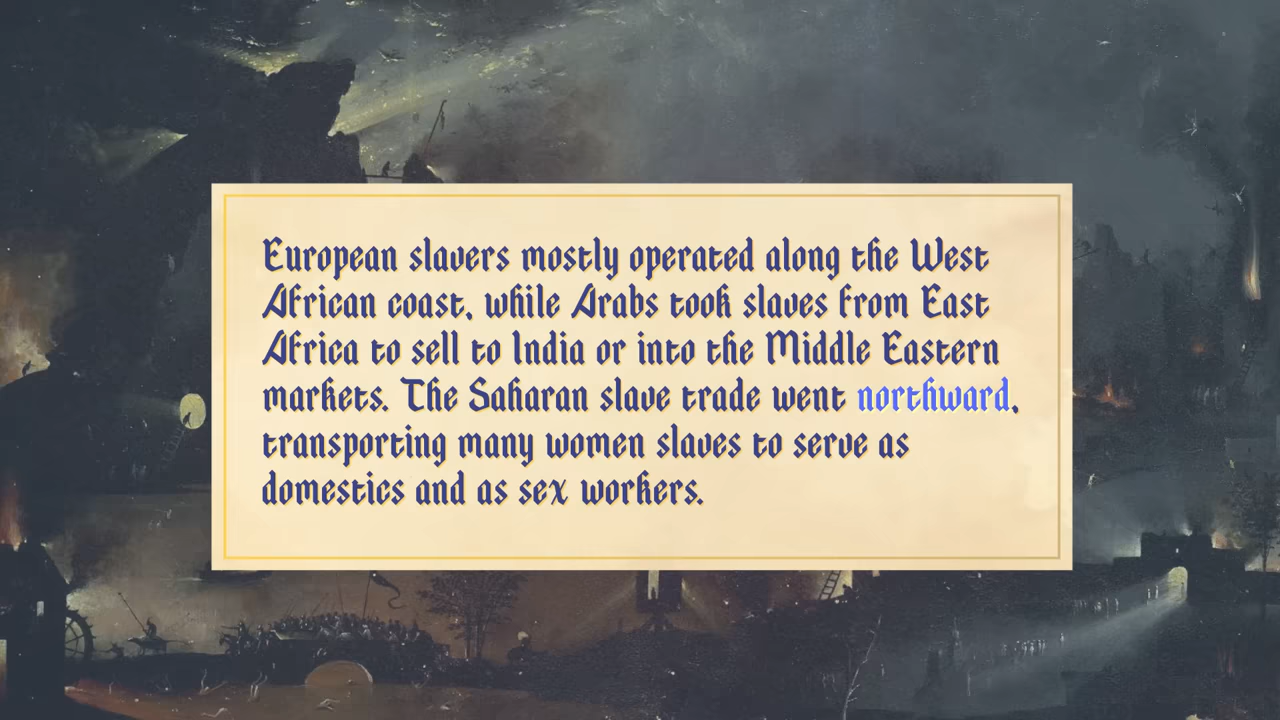 European slavers mostly operated along the West
African coast, while Arabs took slaves from East
Africa to sell to India or into the Middle Eastern
markets. The Saharan slave trade went northward,
transporting many women slaves to serve as
domestics and as sex workers.